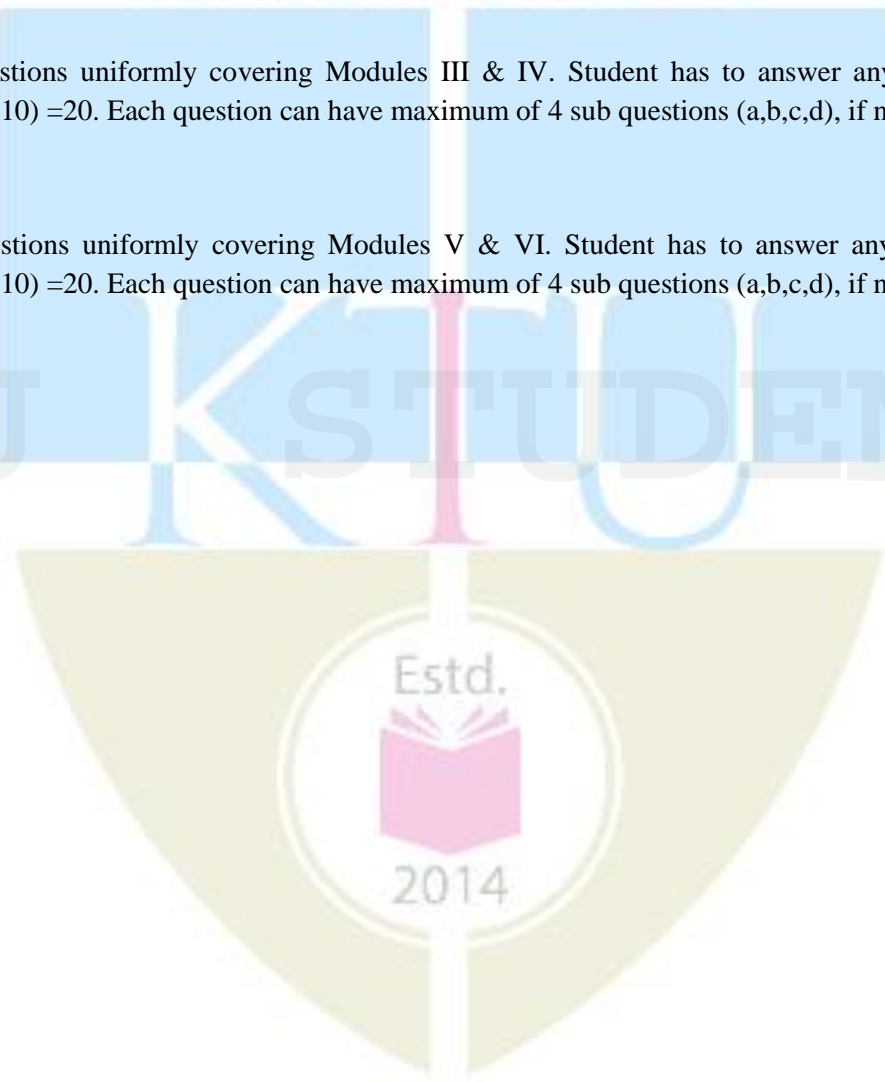 stions uniformly covering Modules III & IV. Student has to answer any
10) =20. Each question can have maximum of 4 sub questions (a,b,c,d), if
stions uniformly covering Modules V & VI. Student has to answer any
10) =20. Each question can have maximum of 4 sub questions (a,b,c,d), if
KTU
STUDEN
Estd.
2014